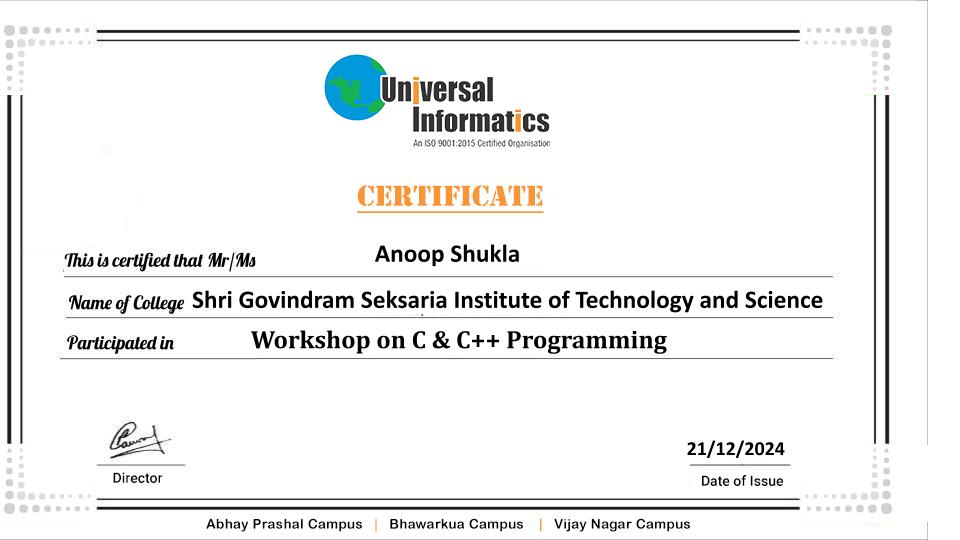 Universal
Informatics
An ISO 9001:2015 Certified Organisation
CERTIFICATE
This is certified that Mr/Ms Anoop Shukla
Name of College Shri Govindram Seksaria Institute of Technology and Science
Participated in Workshop on C & C++ Programming
21/12/2024
Director Date of Issue
Abhay Prashal Campus | Bhawarkua Campus | Vijay Nagar Campus